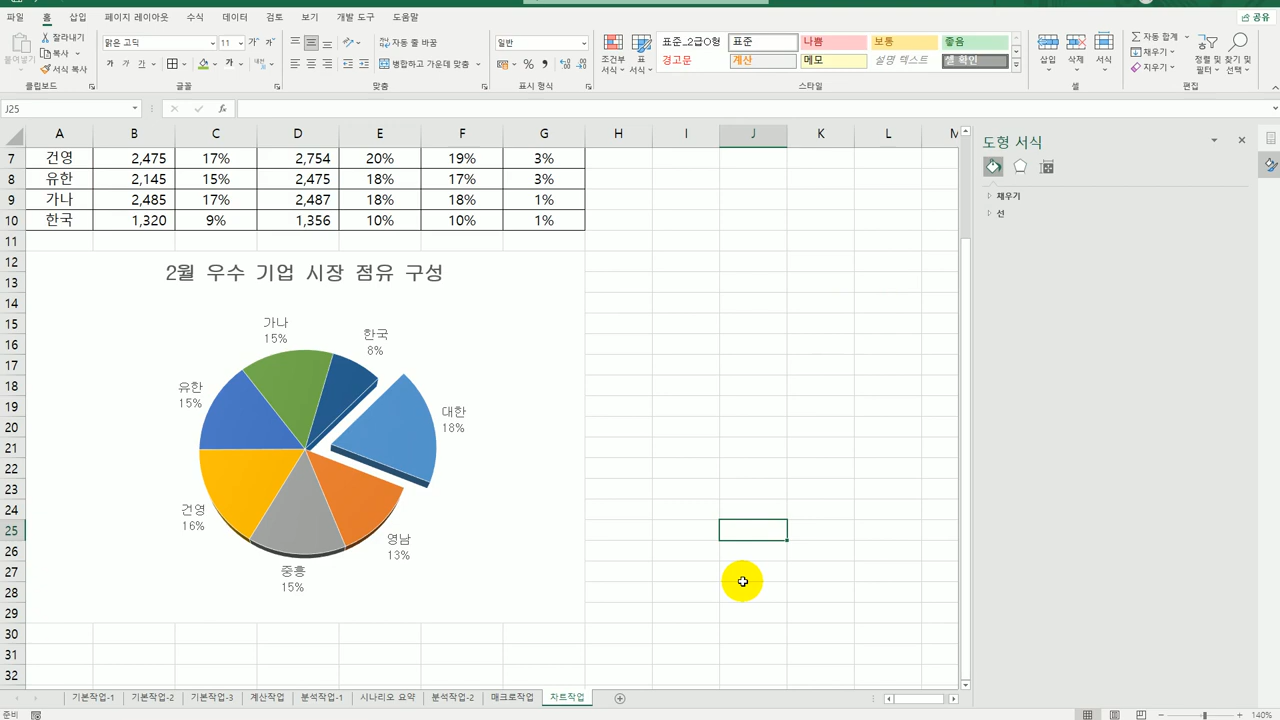 파일 홈 삽입 페이지 레이아웃 수식 데이터 검토 보기 개발 도구 도움말 공유
붙여넣기 잘라내기 복사 서식 복사
맑은 고딕 11 가 가 가
자동 줄 바꿈 병합하고 가운데 맞춤
일반 %
조건부 서식 표 서식
표준_2급O형 표준 나쁨 보통 좋음
경고문 계산 메모 설명 텍스트 셀 확인
삽입 삭제 서식
자동 합계 채우기 지우기 정렬 및 필터 찾기 및 선택
클립보드 글꼴 맞춤 표시 형식 스타일 셀 편집
J25 fx
A B C D E F G H I J K L M
7 건영 2,475 17% 2,754 20% 19% 3%
8 유한 2,145 15% 2,475 18% 17% 3%
9 가나 2,485 17% 2,487 18% 18% 1%
10 한국 1,320 9% 1,356 10% 10% 1%
11
12
13
14
15
16
17
18
19
20
21
22
23
24
25
26
27
28
29
30
31
32
2월 우수 기업 시장 점유 구성
가나
15%
한국
8%
유한
15%
대한
18%
건영
16%
영남
13%
중흥
15%
도형 서식
채우기
선
기본작업-1 기본작업-2 기본작업-3 계산작업 분석작업-1 시나리오 요약 분석작업-2 매크로작업 차트작업
준비 140%